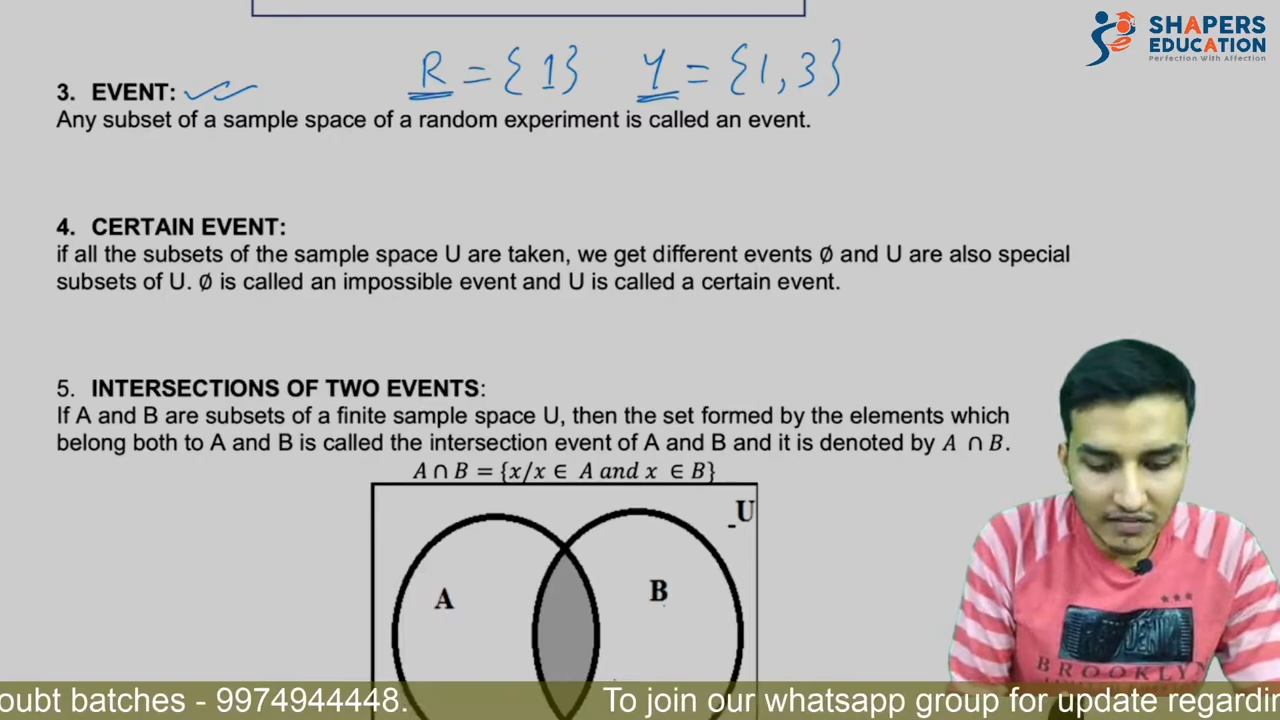 SHAPERS
EDUCATION
Perfection With Affection
R = {1} Y = {1, 3}
3. EVENT:
Any subset of a sample space of a random experiment is called an event.
4. CERTAIN EVENT:
if all the subsets of the sample space U are taken, we get different events ∅ and U are also special
subsets of U. ∅ is called an impossible event and U is called a certain event.
5. INTERSECTIONS OF TWO EVENTS:
If A and B are subsets of a finite sample space U, then the set formed by the elements which
belong both to A and B is called the intersection event of A and B and it is denoted by A ∩ B.
A ∩ B = {x/x ∈ A and x ∈ B}
U
A
B
BROOKLYN
oubt batches - 9974944448. To join our whatsapp group for update regardi